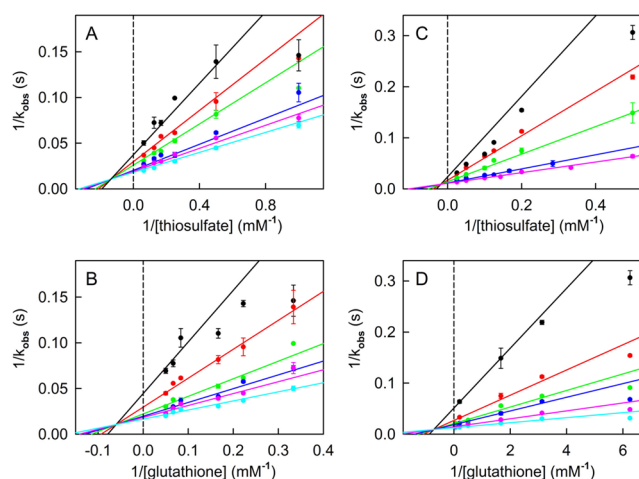 A
0.15
0.10
0.05
0.00
1/k_obs (s)
0.0 0.4 0.8
1/[thiosulfate] (mM⁻¹)
C
0.3
0.2
0.1
0.0
1/k_obs (s)
0.0 0.2 0.4
1/[thiosulfate] (mM⁻¹)
B
0.15
0.10
0.05
0.00
1/k_obs (s)
-0.1 0.0 0.1 0.2 0.3 0.4
1/[glutathione] (mM⁻¹)
D
0.3
0.2
0.1
0.0
1/k_obs (s)
0 2 4 6
1/[glutathione] (mM⁻¹)